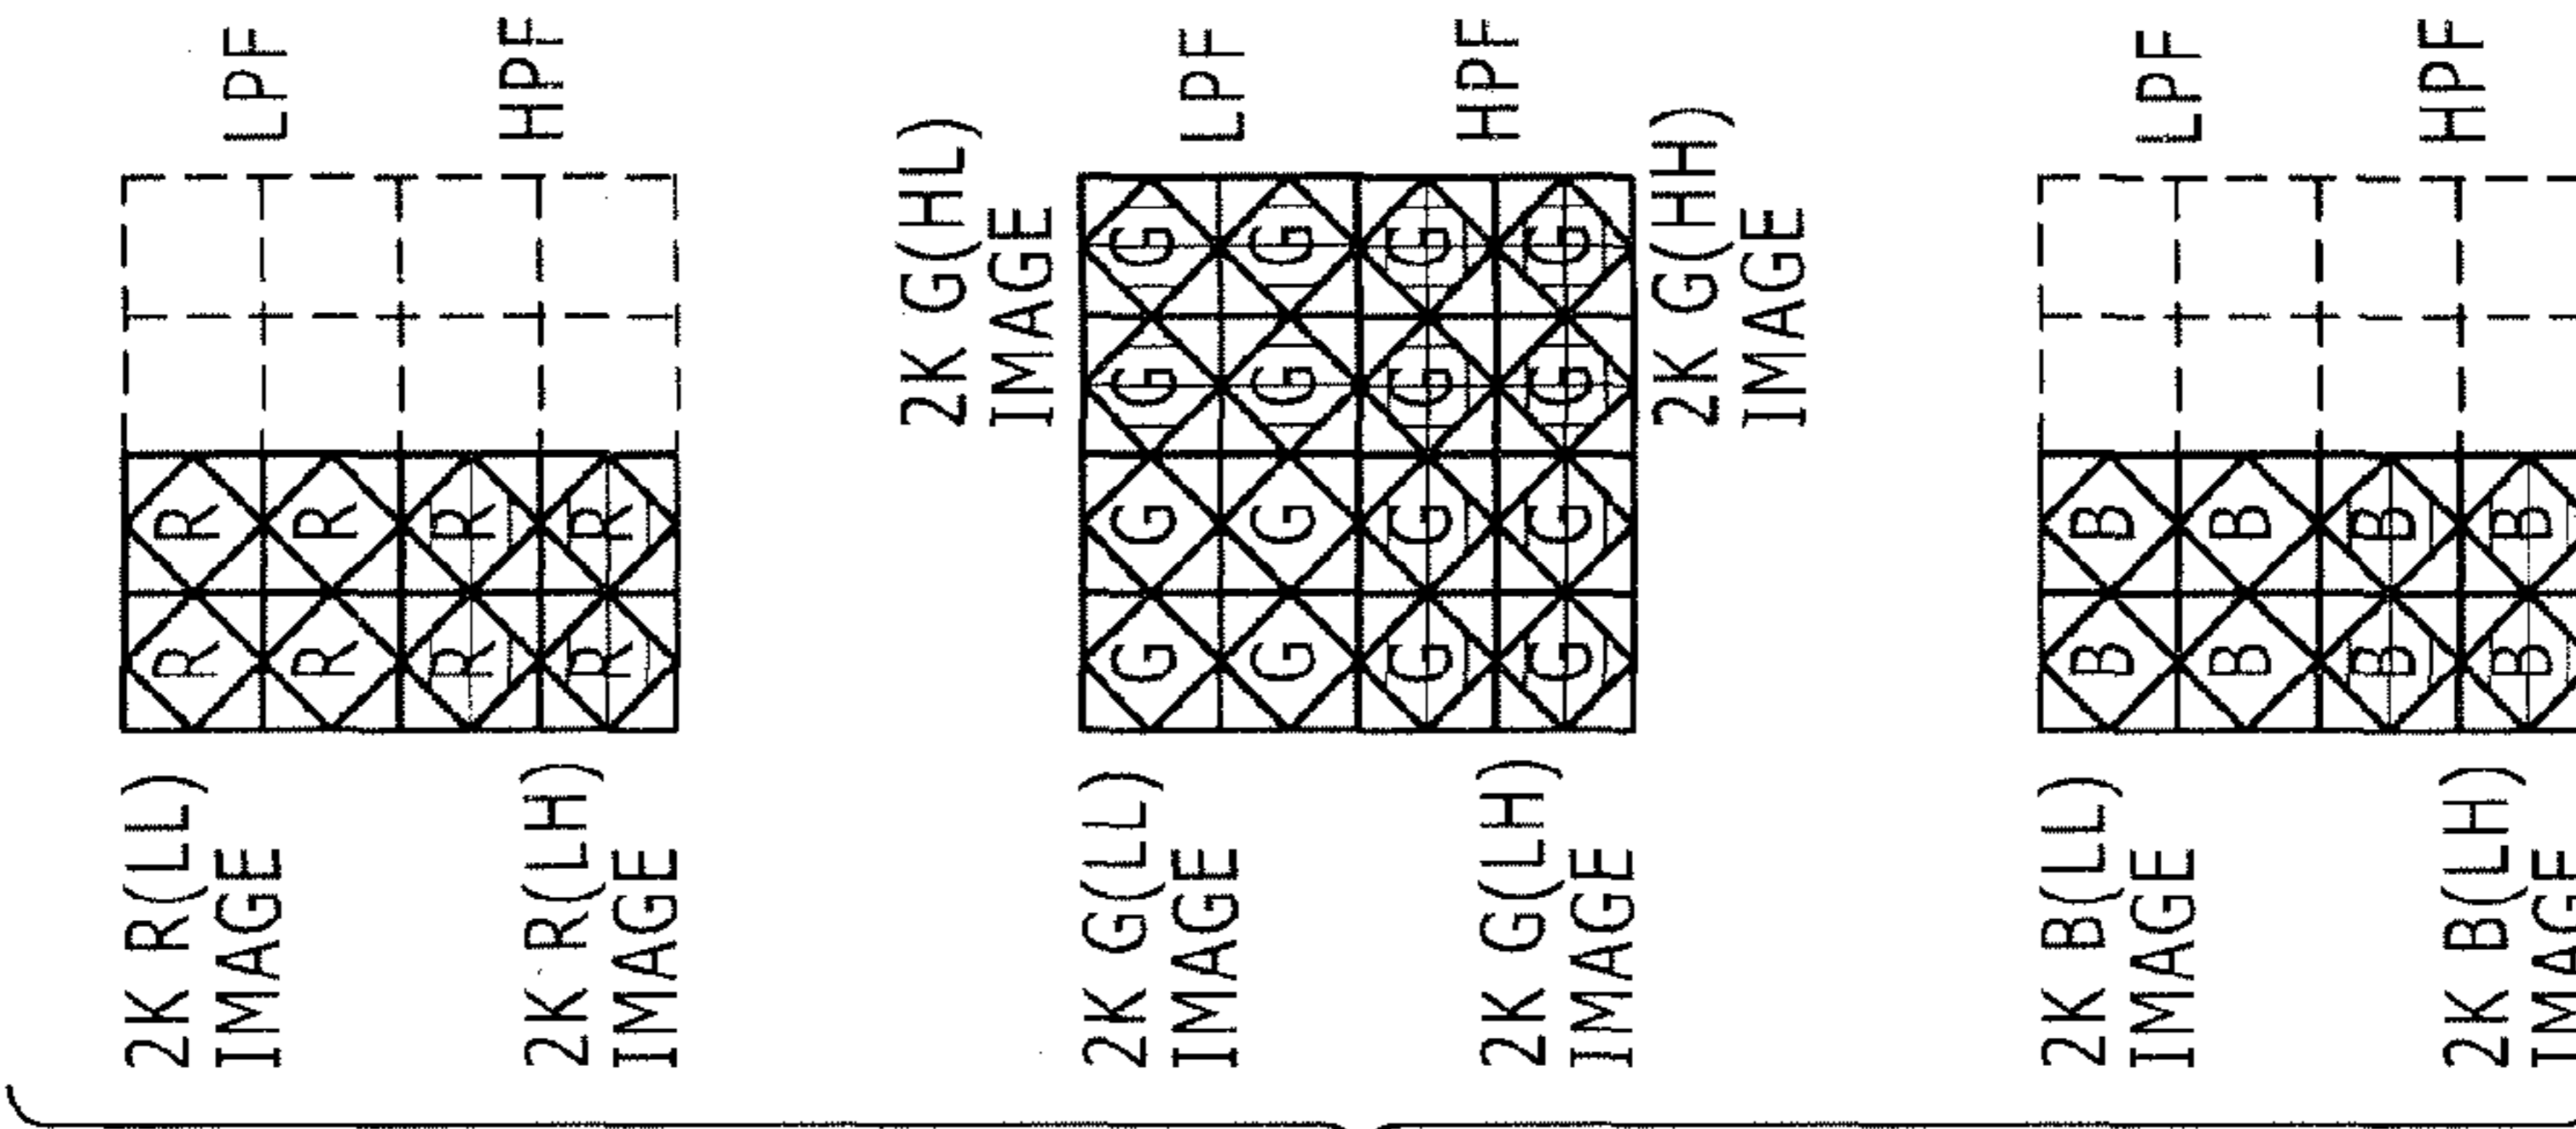 2K R(LL)
IMAGE
R R
R R
R R
R R
LPF
HPF
2K R(LH)
IMAGE
2K G(HL)
IMAGE
2K G(LL)
IMAGE
G G G G
G G G G
G G G G
G G G G
LPF
HPF
2K G(LH)
IMAGE
2K G(HH)
IMAGE
2K B(LL)
IMAGE
B B
B B
B B
B B
LPF
HPF
2K B(LH)
IMAGE